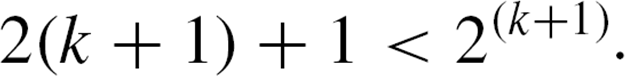 2(k + 1) + 1 < 2^{(k+1)}.